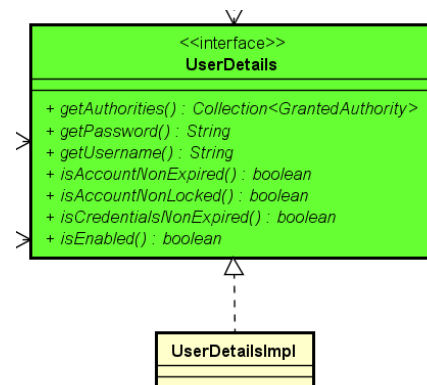 <<interface>>
UserDetails
+ getAuthorities() : Collection<GrantedAuthority>
+ getPassword() : String
+ getUsername() : String
+ isAccountNonExpired() : boolean
+ isAccountNonLocked() : boolean
+ isCredentialsNonExpired() : boolean
+ isEnabled() : boolean
UserDetailsImpl